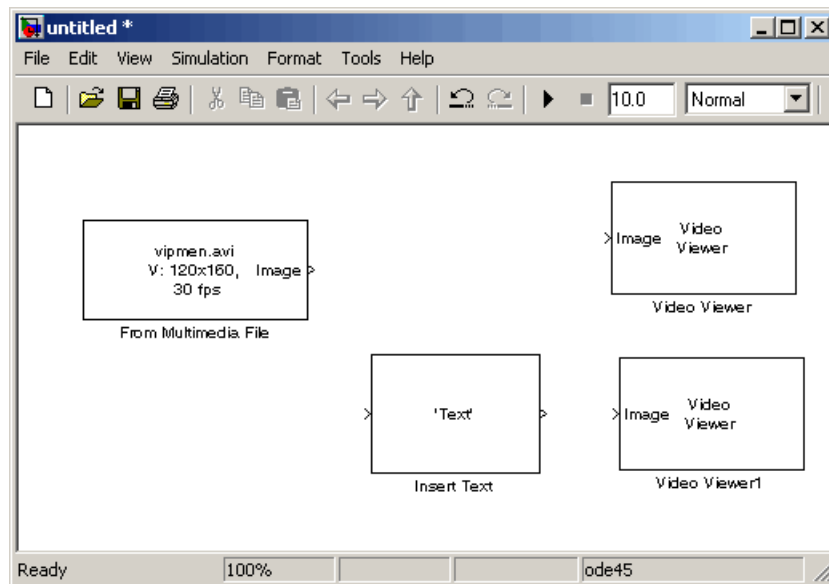 untitled *
File Edit View Simulation Format Tools Help
10.0 Normal
vipmen.avi
V: 120x160,
30 fps
Image
From Multimedia File
Image
Video
Viewer
Video Viewer
'Text'
Insert Text
Image
Video
Viewer
Video Viewer1
Ready 100% ode45